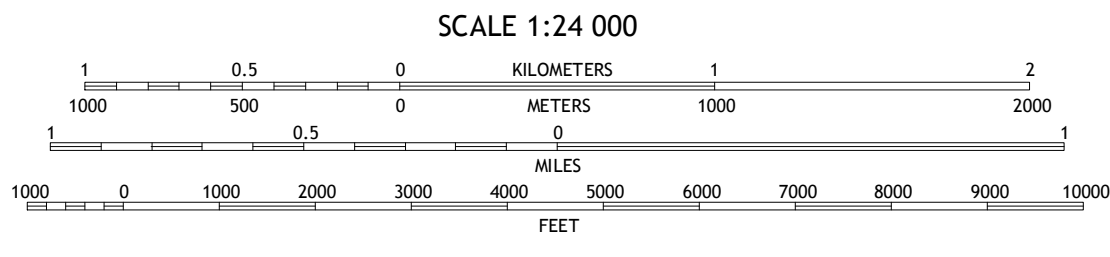 SCALE 1:24 000
1 0.5 0 KILOMETERS 1 2
1000 500 0 METERS 1000 2000
1 0.5 0 1
MILES
1000 0 1000 2000 3000 4000 5000 6000 7000 8000 9000 10000
FEET